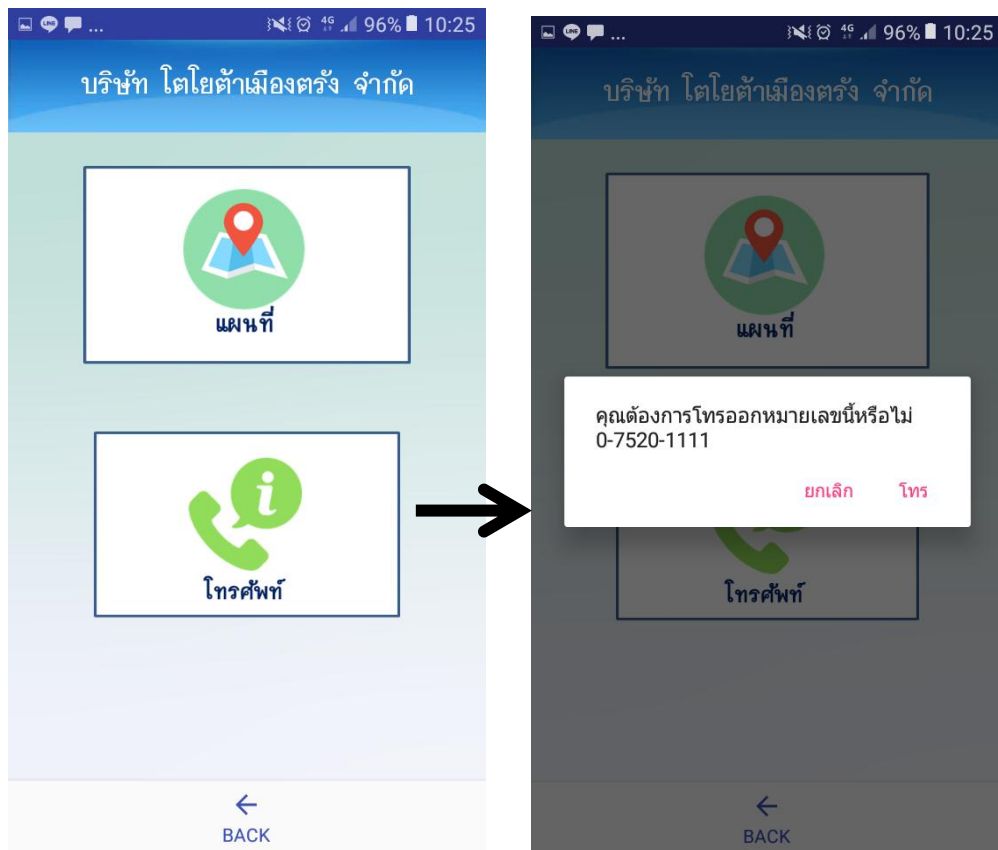 ... 4G 96% 10:25
บริษัท โตโยต้าเมืองตรัง จำกัด
แผนที่
i
โทรศัพท์
BACK
... 4G 96% 10:25
บริษัท โตโยต้าเมืองตรัง จำกัด
แผนที่
คุณต้องการโทรออกหมายเลขนี้หรือไม่
0-7520-1111
ยกเลิก โทร
โทรศัพท์
BACK